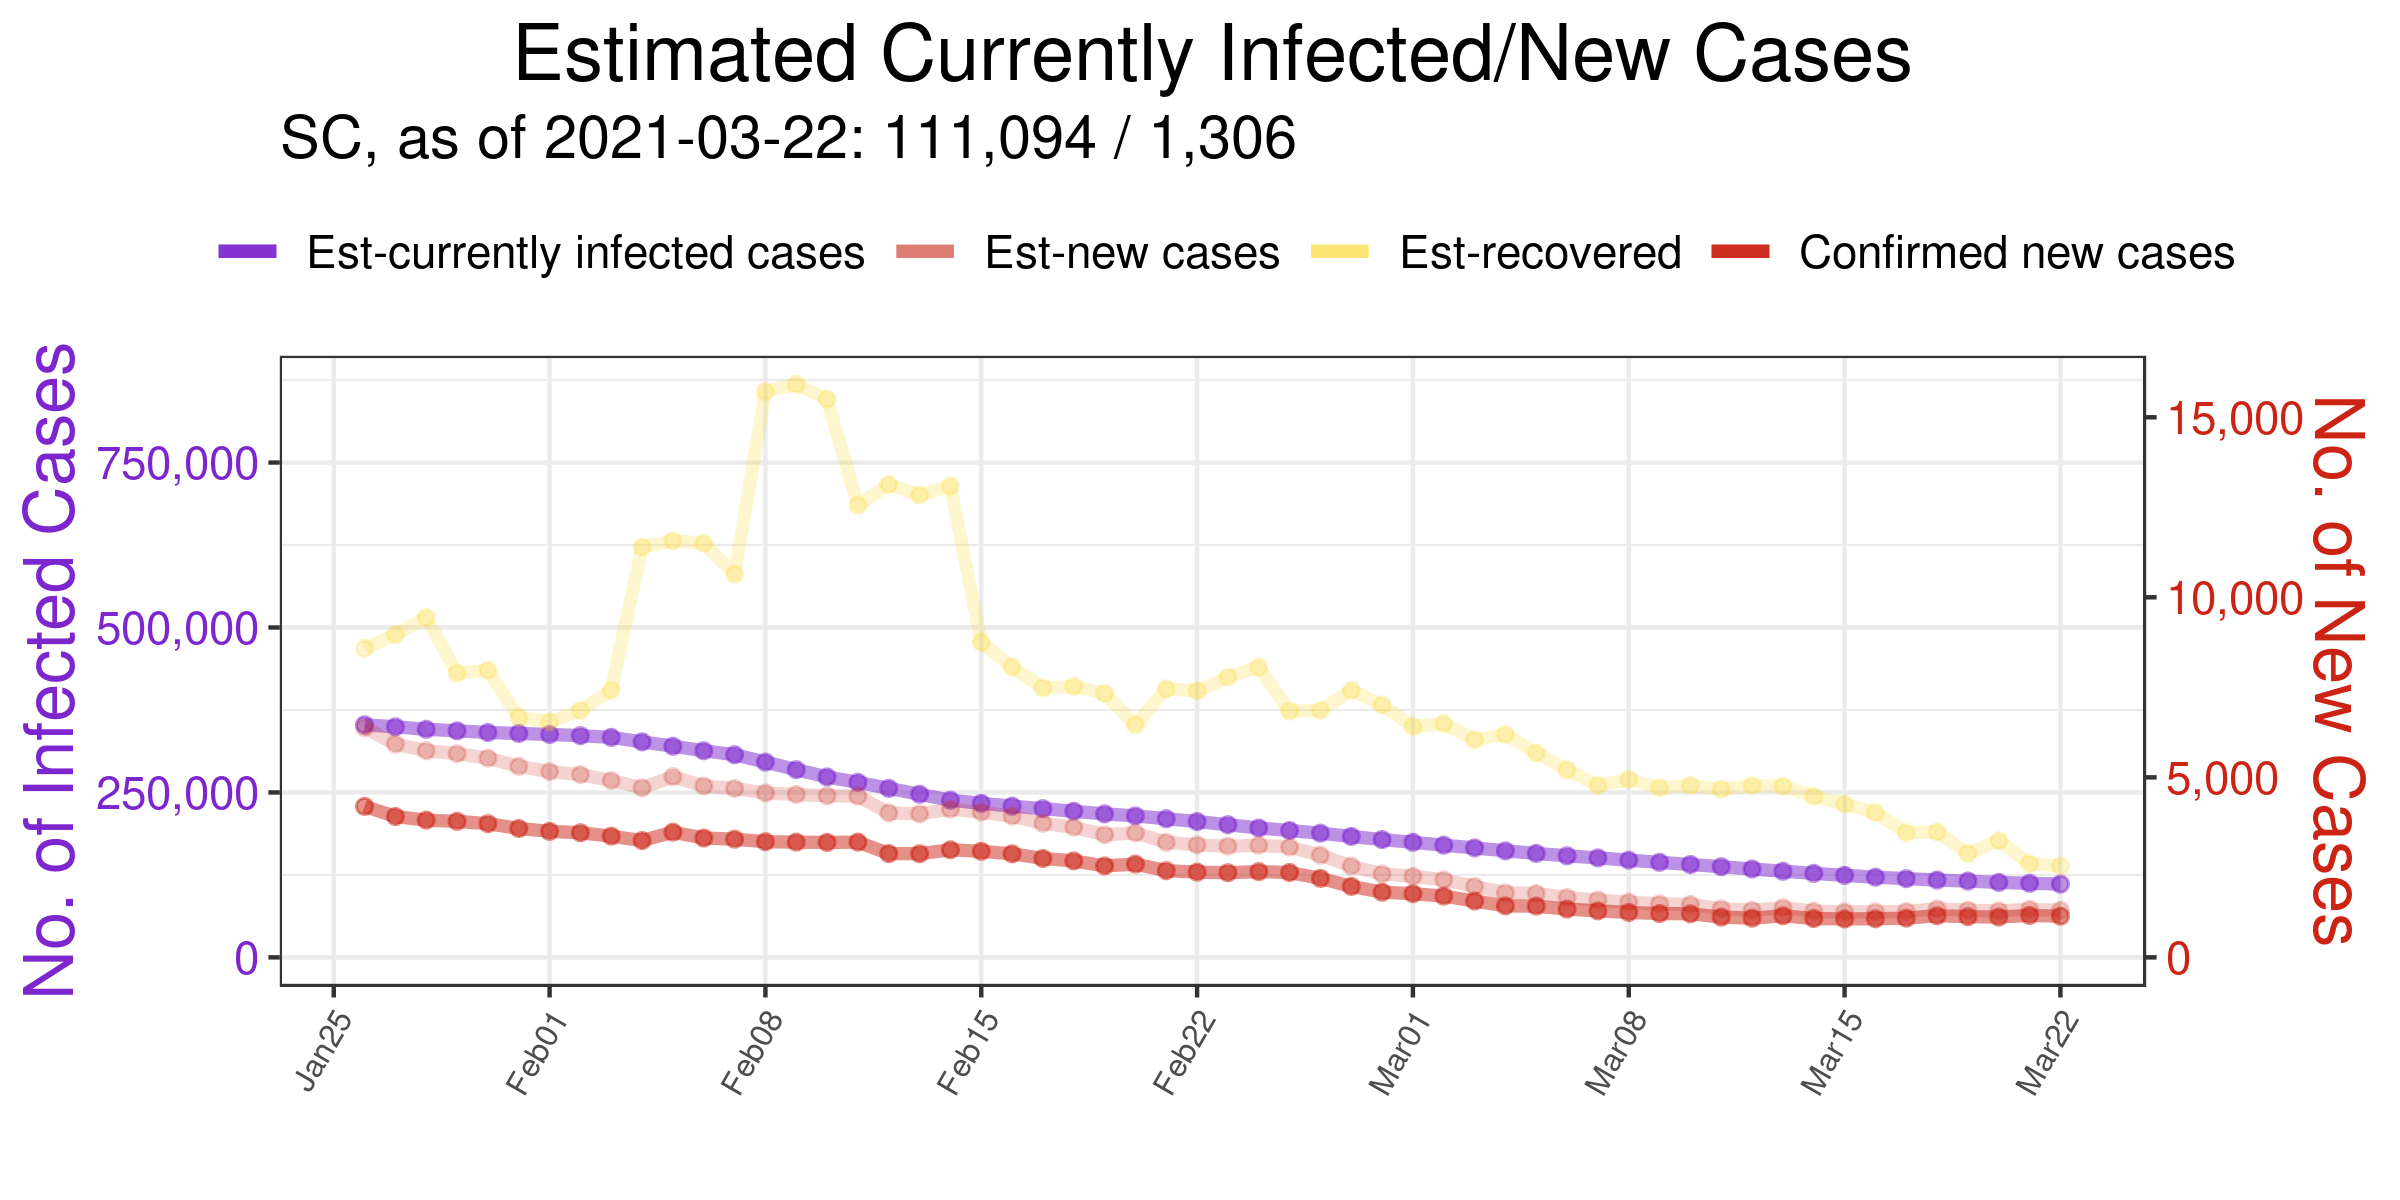 Estimated Currently Infected/New Cases
SC, as of 2021-03-22: 111,094 / 1,306
Est-currently infected cases Est-new cases Est-recovered Confirmed new cases
No. of Infected Cases
750,000
500,000
250,000
0
15,000
10,000
5,000
0
No. of New Cases
Jan25 Feb01 Feb08 Feb15 Feb22 Mar01 Mar08 Mar15 Mar22